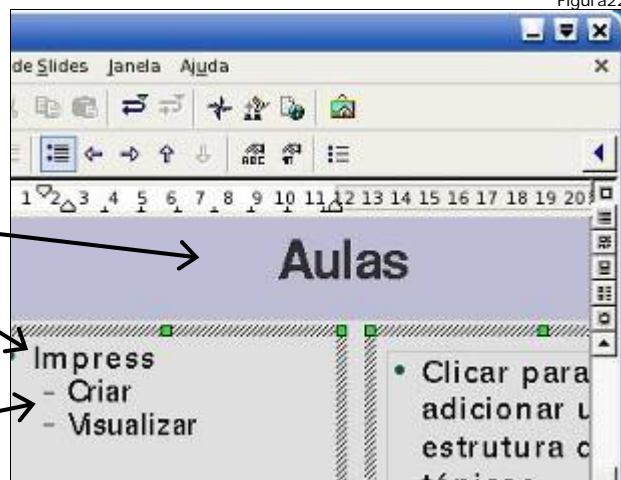 Figura22
de Slides Janela Ajuda
ABC
1 2 3 4 5 6 7 8 9 10 11 12 13 14 15 16 17 18 19 20
Aulas
• Impress
– Criar
– Visualizar
• Clicar para
adicionar
estrutura